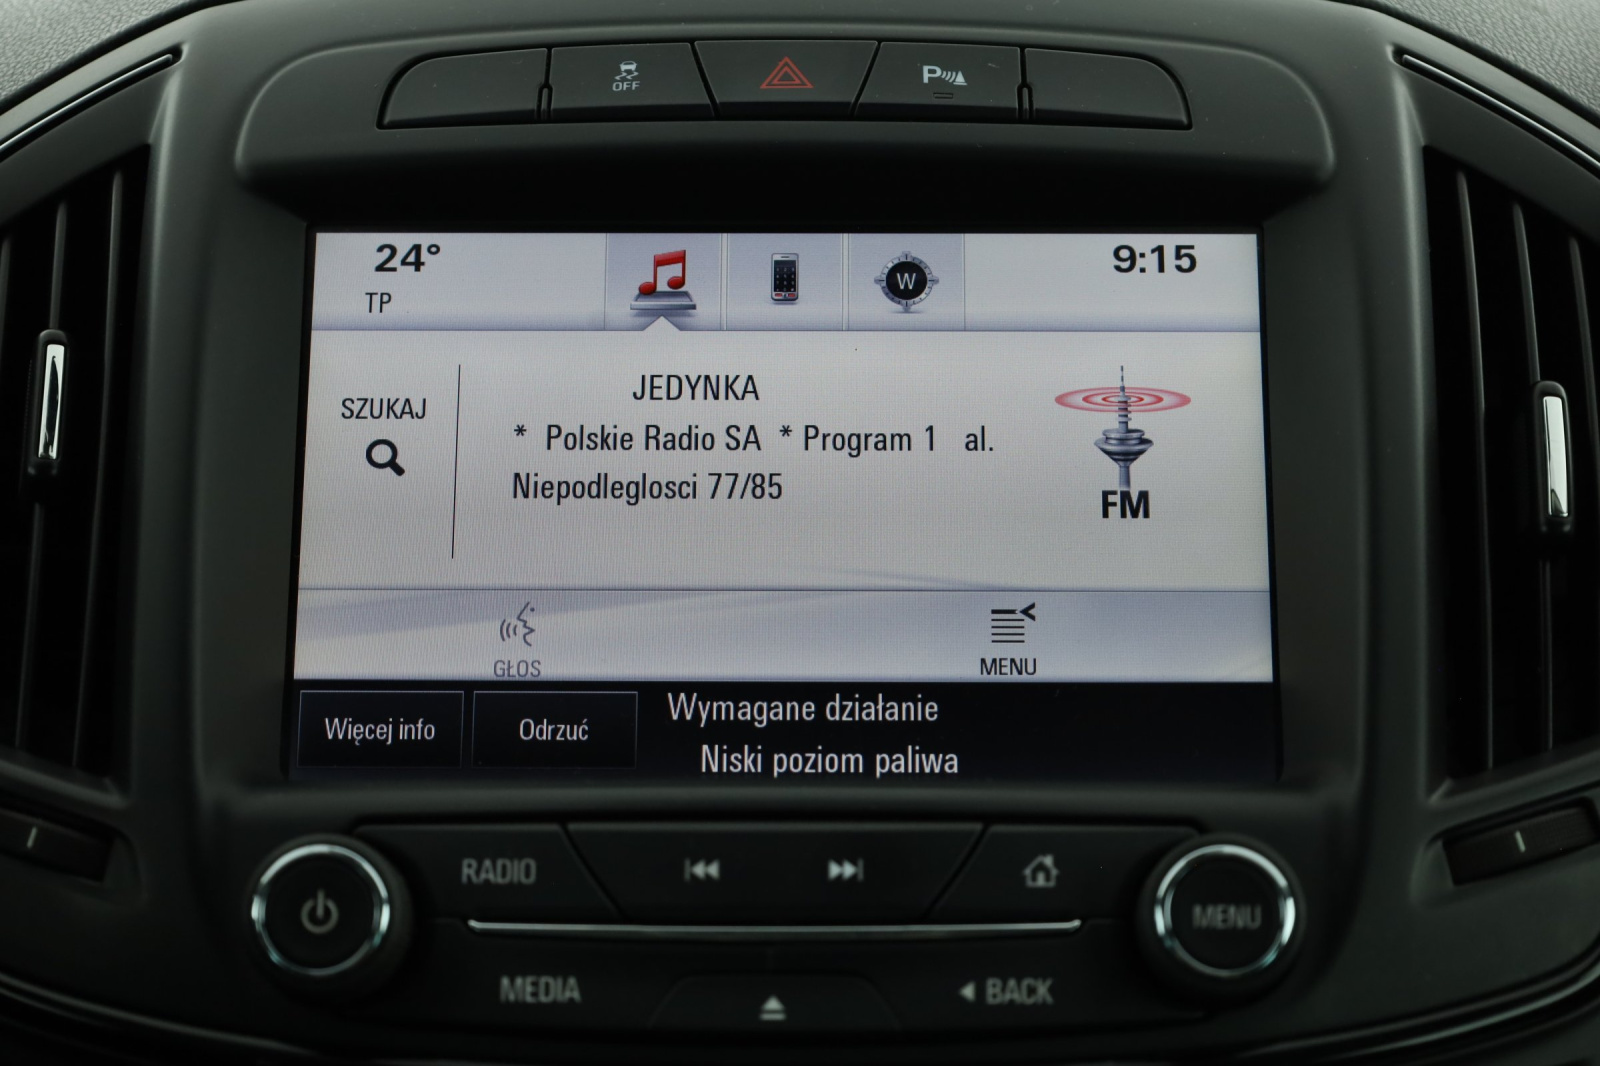 OFF
P
24°
9:15
TP
W
SZUKAJ
JEDYNKA
* Polskie Radio SA * Program 1 al.
Niepodleglosci 77/85
FM
GŁOS
MENU
Więcej info
Odrzuć
Wymagane działanie
Niski poziom paliwa
RADIO
MENU
MEDIA
BACK